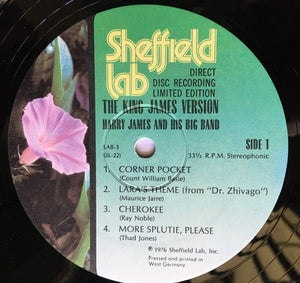 Sheffield
lab
DIRECT
DISC RECORDING
LIMITED EDITION
THE KING JAMES VERSION
HARRY JAMES AND HIS BIG BAND
LAB-3
(SL-22)
SIDE 1
33⅓ R.P.M. Stereophonic
1. CORNER POCKET
(Count William Basie)
2. LARA'S THEME (from "Dr. Zhivago")
(Maurice Jarre)
3. CHEROKEE
(Ray Noble)
4. MORE SPLUTIE, PLEASE
(Thad Jones)
℗ 1976 Sheffield Lab, Inc.
Pressed and printed in
West Germany